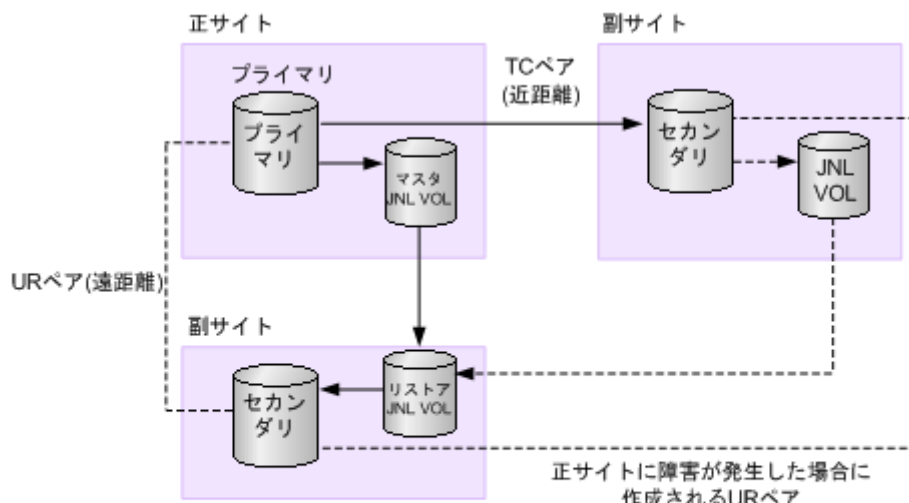 正サイト
副サイト
プライマリ
TCペア
(近距離)
プライ
マリ
セカン
ダリ
マスタ
JNL VOL
JNL
VOL
URペア(遠距離)
副サイト
セカン
ダリ
リストア
JNL VOL
正サイトに障害が発生した場合に
作成されるURペア